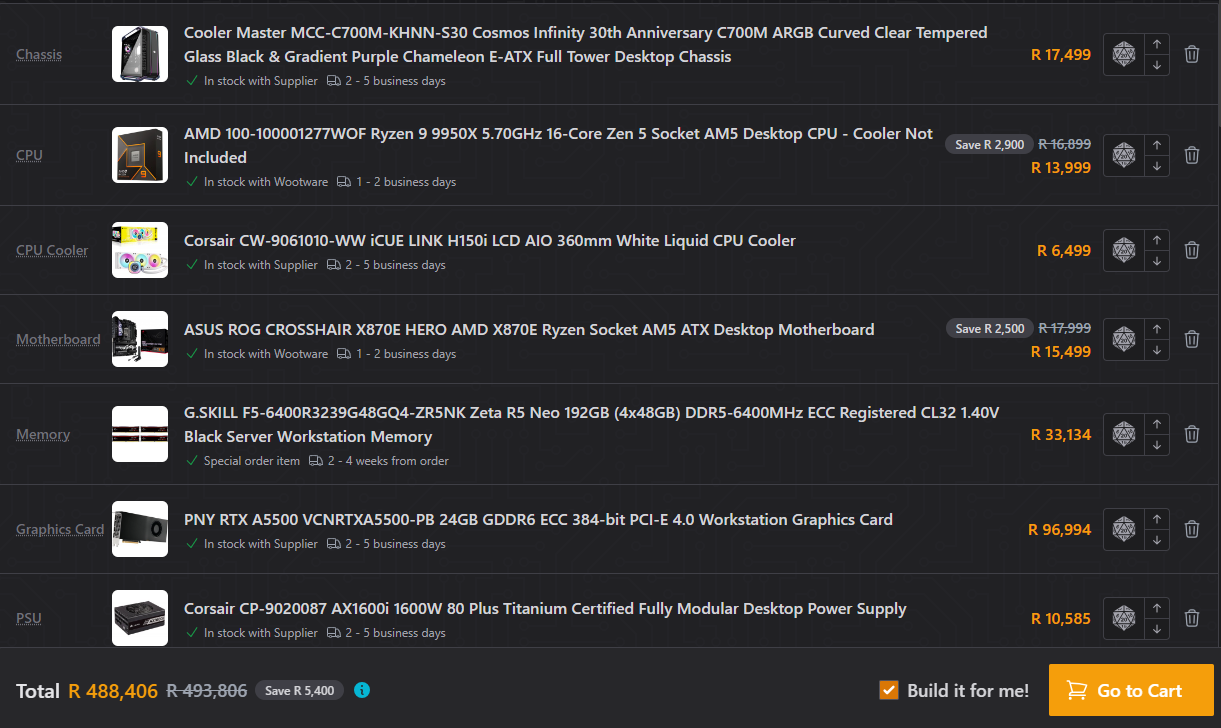 Chassis
Cooler Master MCC-C700M-KHNN-S30 Cosmos Infinity 30th Anniversary C700M ARGB Curved Clear Tempered
Glass Black & Gradient Purple Chameleon E-ATX Full Tower Desktop Chassis
In stock with Supplier 2 - 5 business days
R 17,499
CPU
AMD 100-100001277WOF Ryzen 9 9950X 5.70GHz 16-Core Zen 5 Socket AM5 Desktop CPU - Cooler Not
Included
In stock with Wootware 1 - 2 business days
Save R 2,900 R 16,899
R 13,999
CPU Cooler
Corsair CW-9061010-WW iCUE LINK H150i LCD AIO 360mm White Liquid CPU Cooler
In stock with Supplier 2 - 5 business days
R 6,499
Motherboard
ASUS ROG CROSSHAIR X870E HERO AMD X870E Ryzen Socket AM5 ATX Desktop Motherboard
In stock with Wootware 1 - 2 business days
Save R 2,500 R 17,999
R 15,499
Memory
G.SKILL F5-6400R3239G48GQ4-ZR5NK Zeta R5 Neo 192GB (4x48GB) DDR5-6400MHz ECC Registered CL32 1.40V
Black Server Workstation Memory
Special order item 2 - 4 weeks from order
R 33,134
Graphics Card
PNY RTX A5500 VCNRTXA5500-PB 24GB GDDR6 ECC 384-bit PCI-E 4.0 Workstation Graphics Card
In stock with Supplier 2 - 5 business days
R 96,994
PSU
Corsair CP-9020087 AX1600i 1600W 80 Plus Titanium Certified Fully Modular Desktop Power Supply
In stock with Supplier 2 - 5 business days
R 10,585
Total R 488,406 R 493,806 Save R 5,400
Build it for me!
Go to Cart